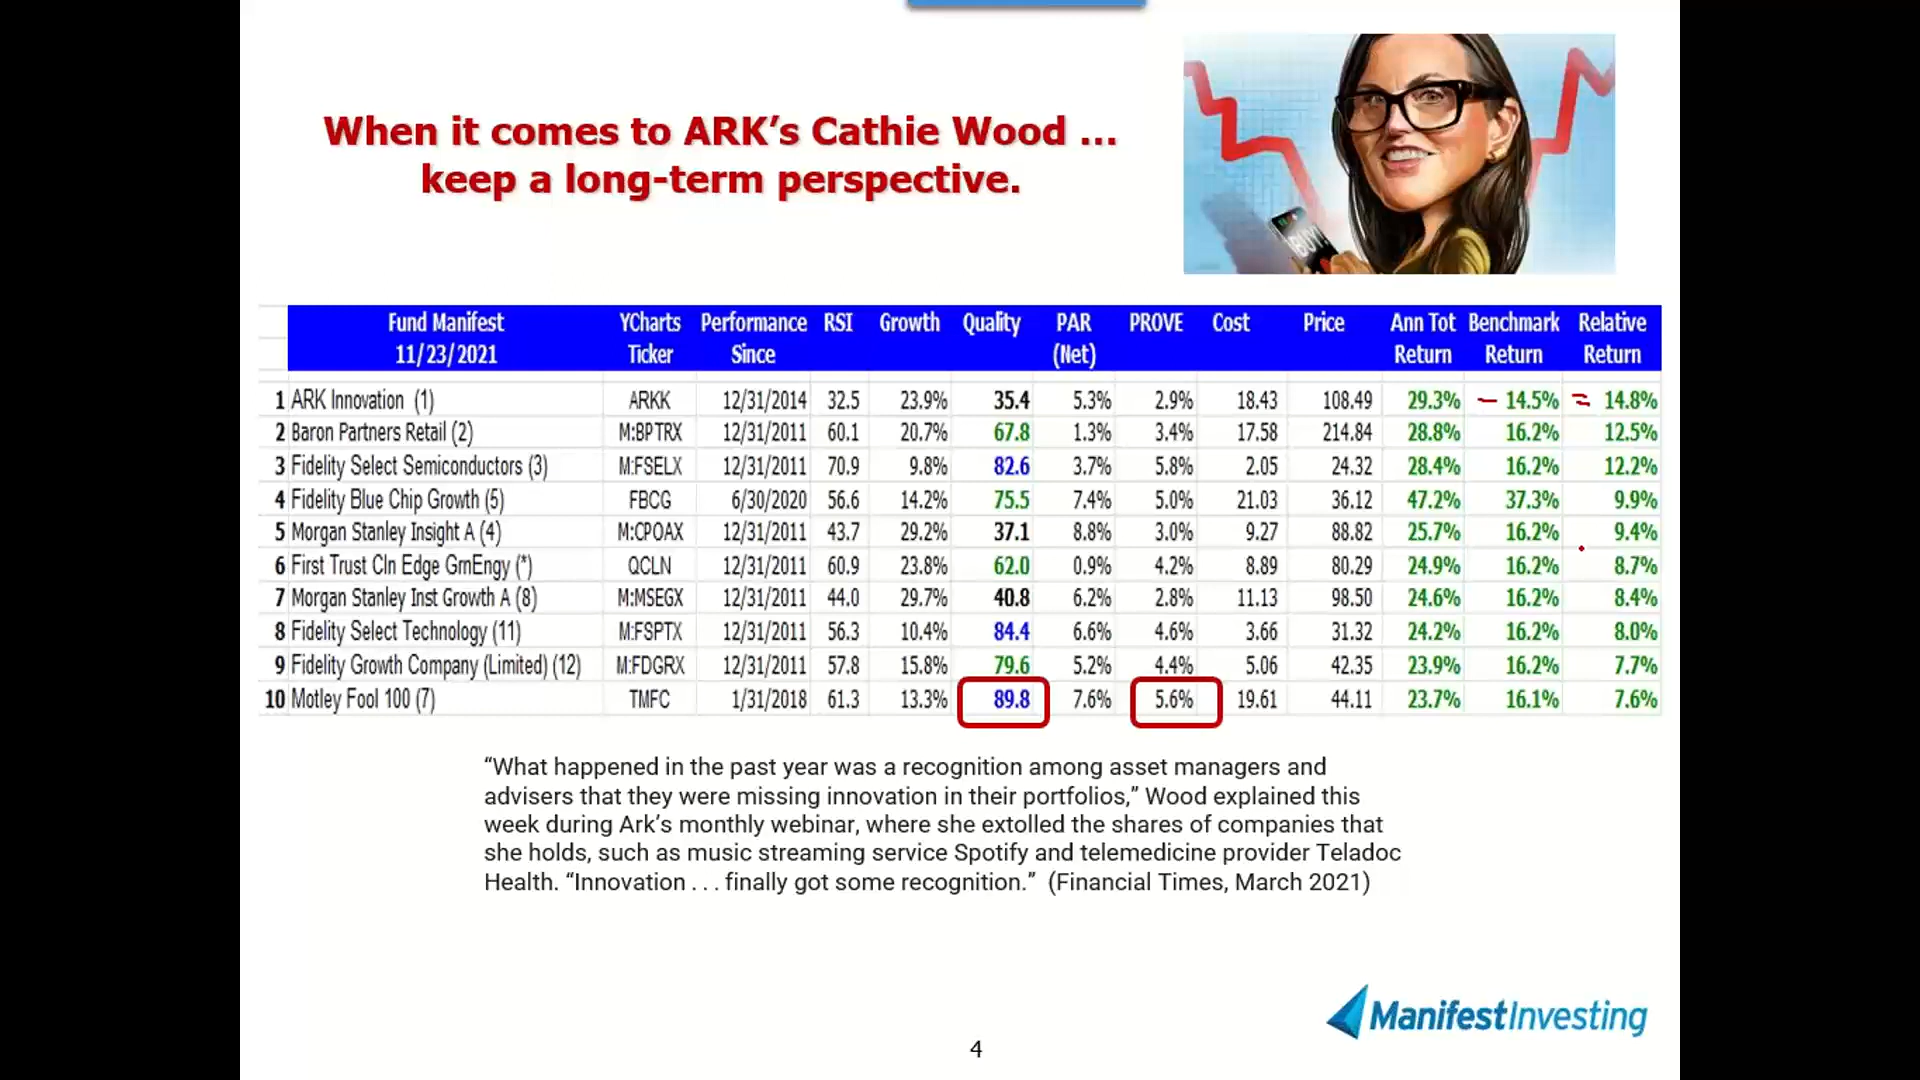 When it comes to ARK’s Cathie Wood ...
keep a long-term perspective.
BUY!
Fund Manifest YCharts Performance RSI Growth Quality PAR PROVE Cost Price Ann Tot Benchmark Relative
11/23/2021 Ticker Since (Net) Return Return Return
1 ARK Innovation (1) ARKK 12/31/2014 32.5 23.9% 35.4 5.3% 2.9% 18.43 108.49 29.3% – 14.5% = 14.8%
2 Baron Partners Retail (2) M:BPTRX 12/31/2011 60.1 20.7% 67.8 1.3% 3.4% 17.58 214.84 28.8% 16.2% 12.5%
3 Fidelity Select Semiconductors (3) M:FSELX 12/31/2011 70.9 9.8% 82.6 3.7% 5.8% 2.05 24.32 28.4% 16.2% 12.2%
4 Fidelity Blue Chip Growth (5) FBCG 6/30/2020 56.6 14.2% 75.5 7.4% 5.0% 21.03 36.12 47.2% 37.3% 9.9%
5 Morgan Stanley Insight A (4) M:CPOAX 12/31/2011 43.7 29.2% 37.1 8.8% 3.0% 9.27 88.82 25.7% 16.2% 9.4%
6 First Trust Cln Edge GrnEngy (*) QCLN 12/31/2011 60.9 23.8% 62.0 0.9% 4.2% 8.89 80.29 24.9% 16.2% 8.7%
7 Morgan Stanley Inst Growth A (8) M:MSEGX 12/31/2011 44.0 29.7% 40.8 6.2% 2.8% 11.13 98.50 24.6% 16.2% 8.4%
8 Fidelity Select Technology (11) M:FSPTX 12/31/2011 56.3 10.4% 84.4 6.6% 4.6% 3.66 31.32 24.2% 16.2% 8.0%
9 Fidelity Growth Company (Limited) (12) M:FDGRX 12/31/2011 57.8 15.8% 79.6 5.2% 4.4% 5.06 42.35 23.9% 16.2% 7.7%
10 Motley Fool 100 (7) TMFC 1/31/2018 61.3 13.3% 89.8 7.6% 5.6% 19.61 44.11 23.7% 16.1% 7.6%
“What happened in the past year was a recognition among asset managers and
advisers that they were missing innovation in their portfolios,” Wood explained this
week during Ark’s monthly webinar, where she extolled the shares of companies that
she holds, such as music streaming service Spotify and telemedicine provider Teladoc
Health. “Innovation . . . finally got some recognition.” (Financial Times, March 2021)
ManifestInvesting
4